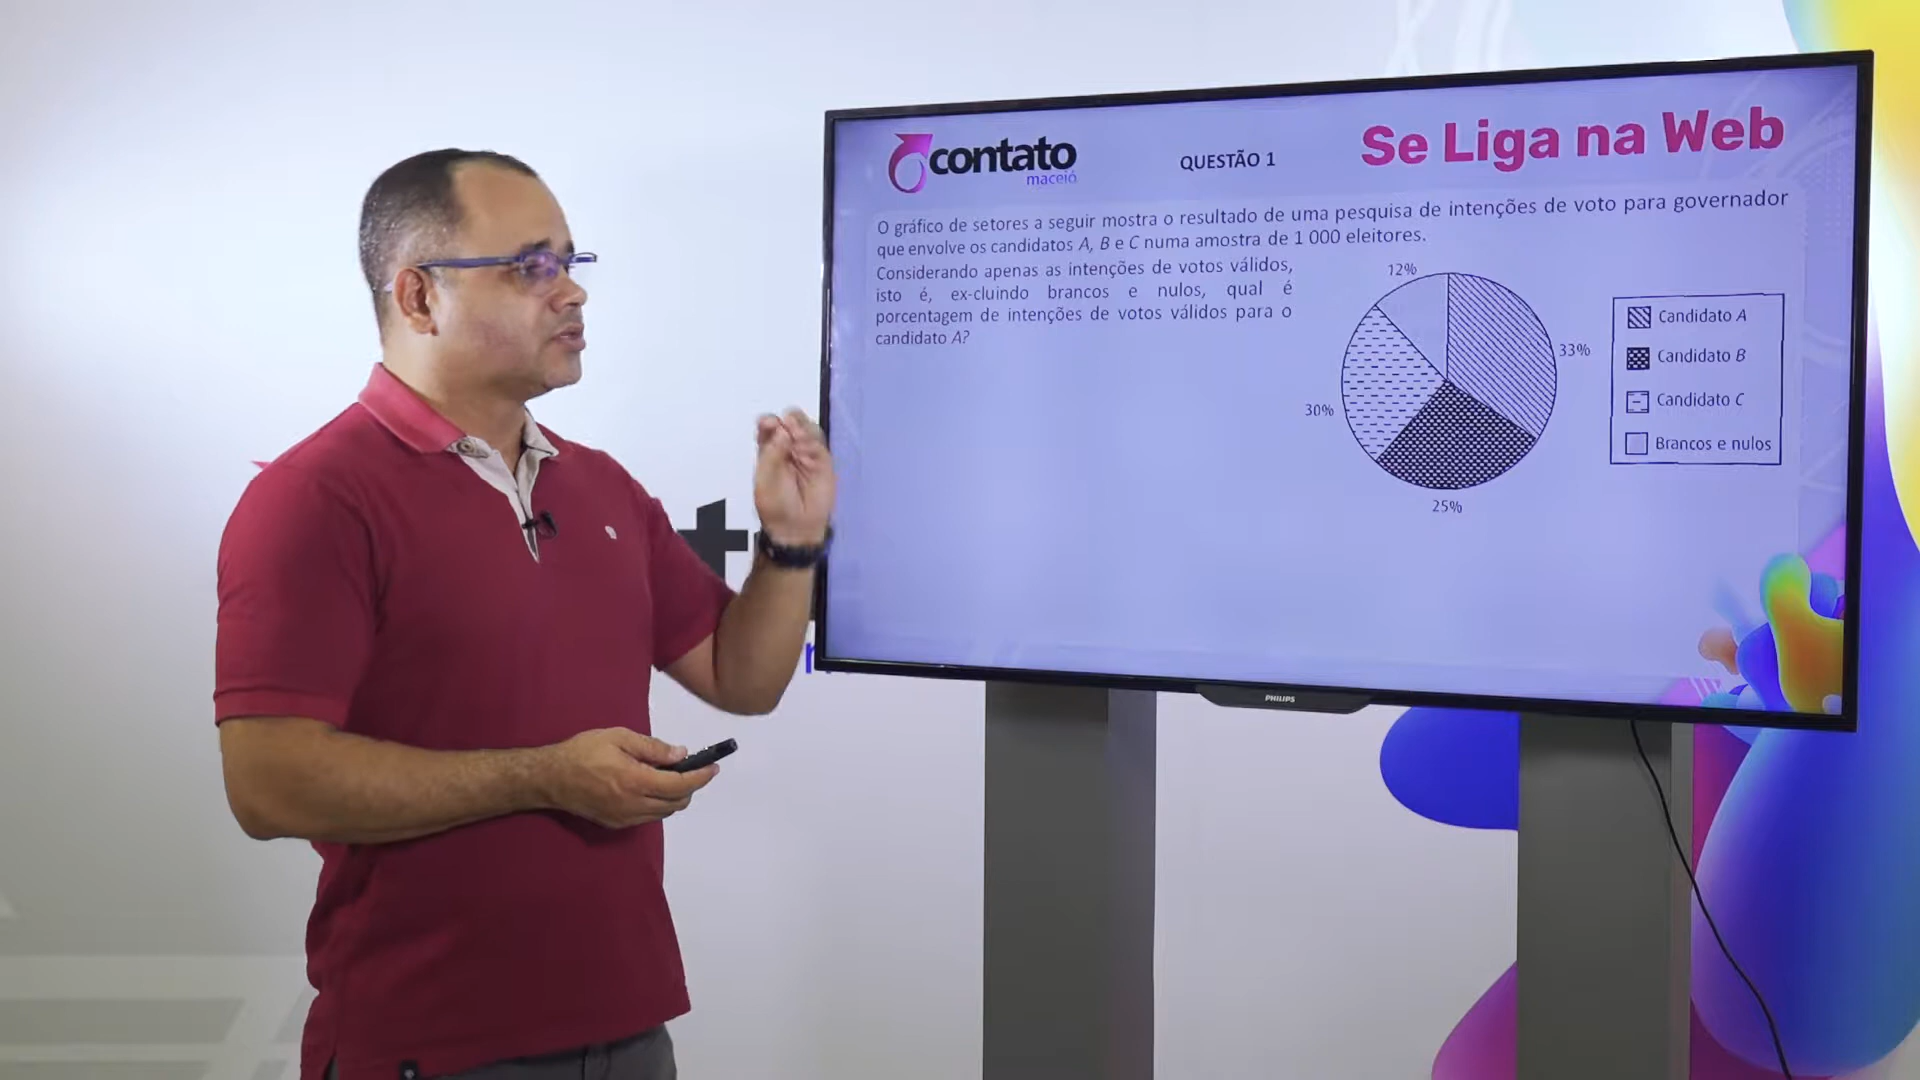 contato
maceió
QUESTÃO 1
Se Liga na Web
O gráfico de setores a seguir mostra o resultado de uma pesquisa de intenções de voto para governador
que envolve os candidatos A, B e C numa amostra de 1 000 eleitores.
Considerando apenas as intenções de votos válidos,
isto é, ex-cluindo brancos e nulos, qual é
porcentagem de intenções de votos válidos para o
candidato A?
12%
33%
30%
25%
Candidato A
Candidato B
Candidato C
Brancos e nulos
PHILIPS